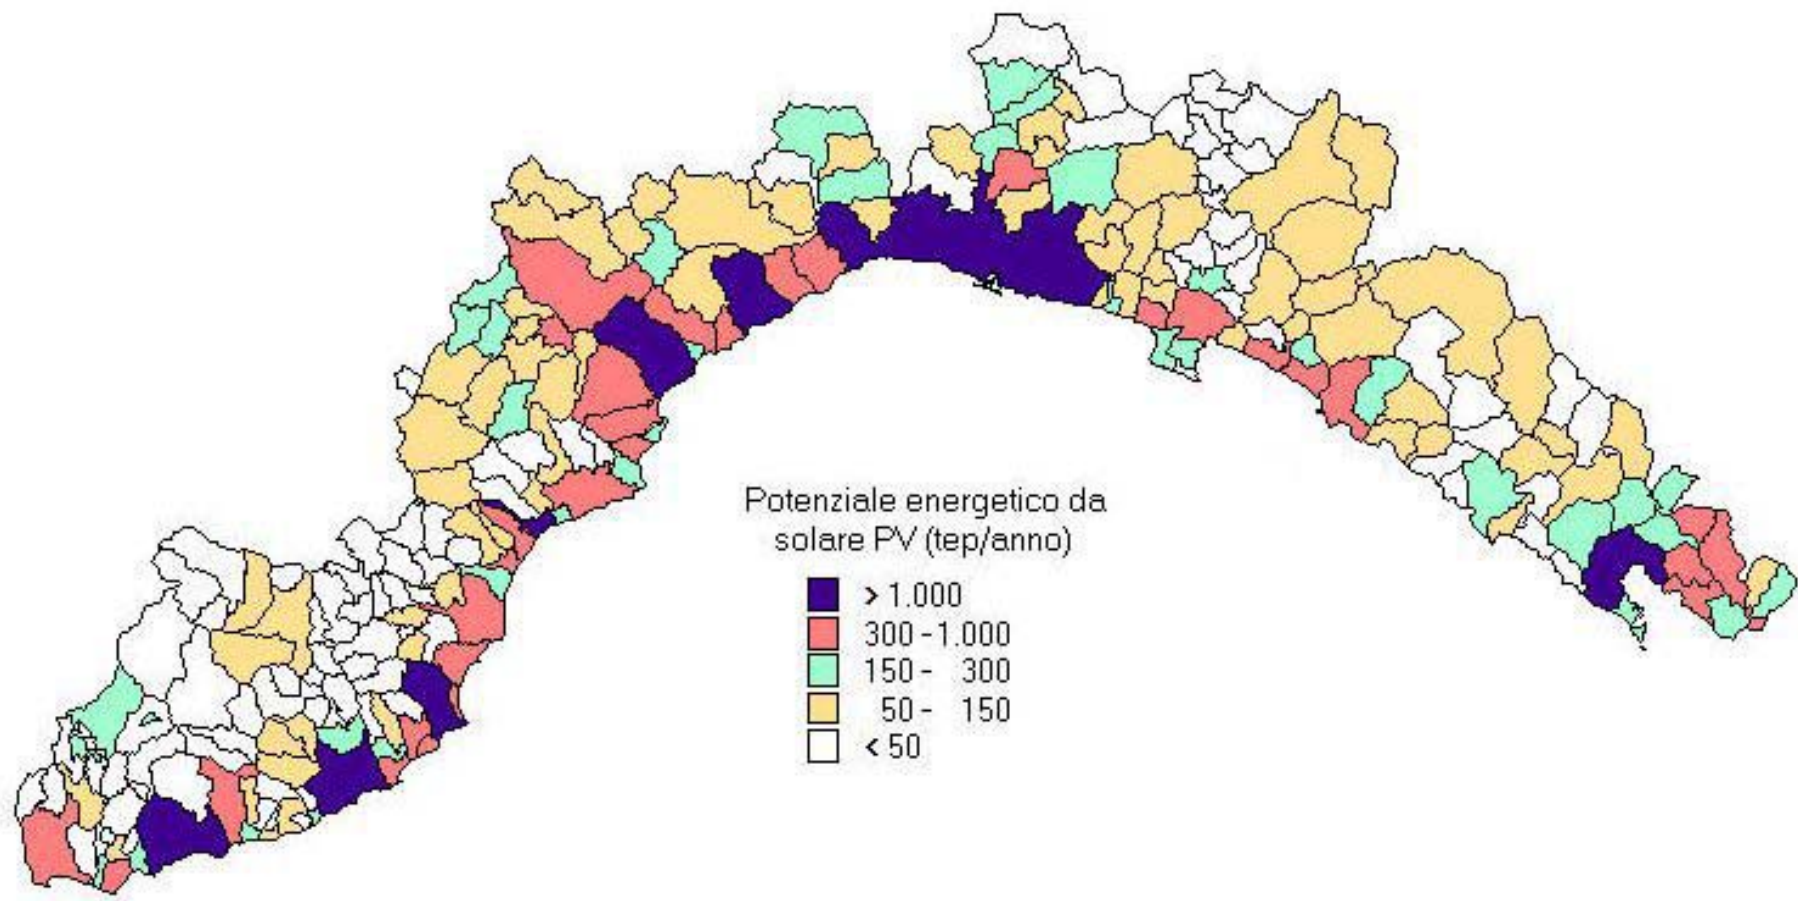 Potenziale energetico da
solare PV (tep/anno)
> 1.000
300 - 1.000
150 - 300
50 - 150
< 50